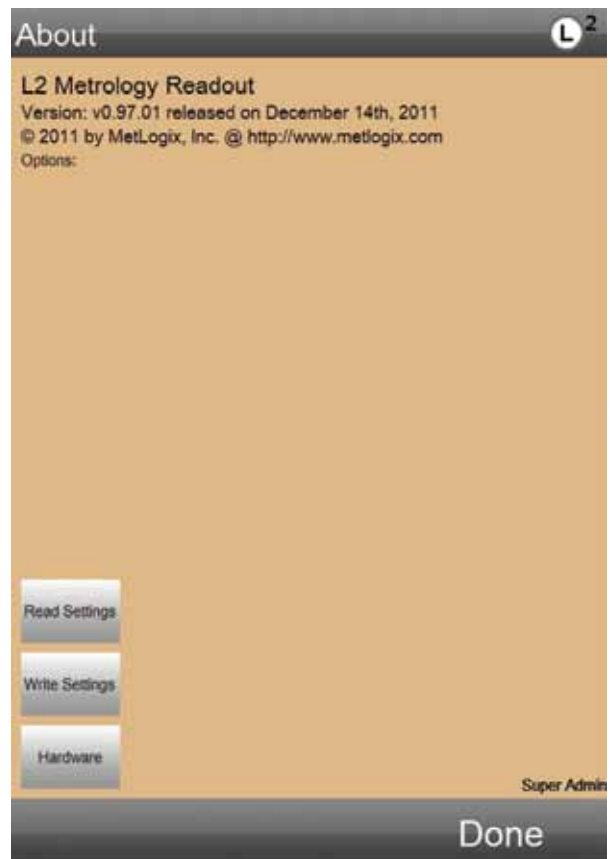 About
L2
L2 Metrology Readout
Version: v0.97.01 released on December 14th, 2011
© 2011 by MetLogix, Inc. @ http://www.metlogix.com
Options:
Read Settings
Write Settings
Hardware
Super Admin
Done